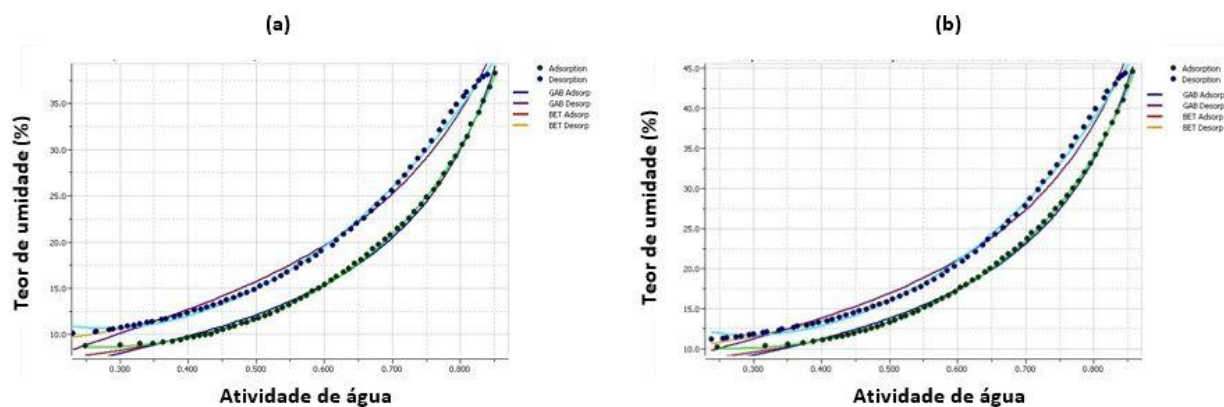 (a)
Teor de umidade (%)
35.0
30.0
25.0
20.0
15.0
10.0
0.300 0.400 0.500 0.600 0.700 0.800
Atividade de água
Adsorption
Desorption
GAB Adsorp
GAB Desorp
BET Adsorp
BET Desorp
(b)
Teor de umidade (%)
45.0
40.0
35.0
30.0
25.0
20.0
15.0
10.0
0.300 0.400 0.500 0.600 0.700 0.800
Atividade de água
Adsorption
Desorption
GAB Adsorp
GAB Desorp
BET Adsorp
BET Desorp